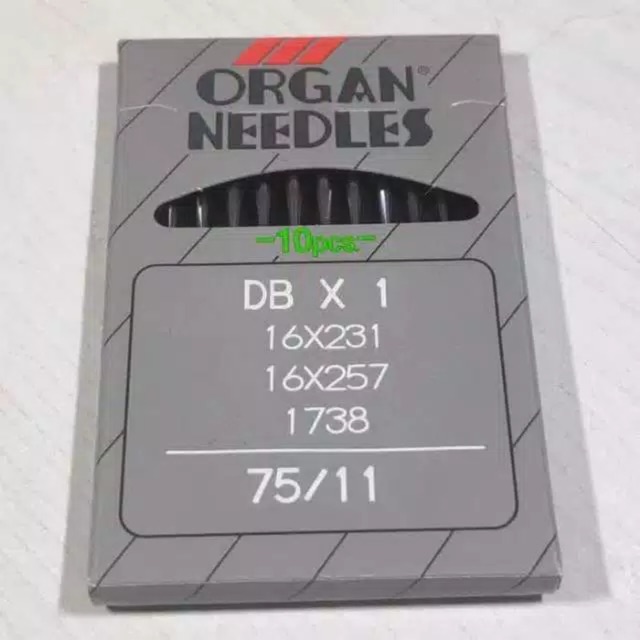 ORGAN®
NEEDLES
-10pcs.-
DB X 1
16X231
16X257
1738
75/11